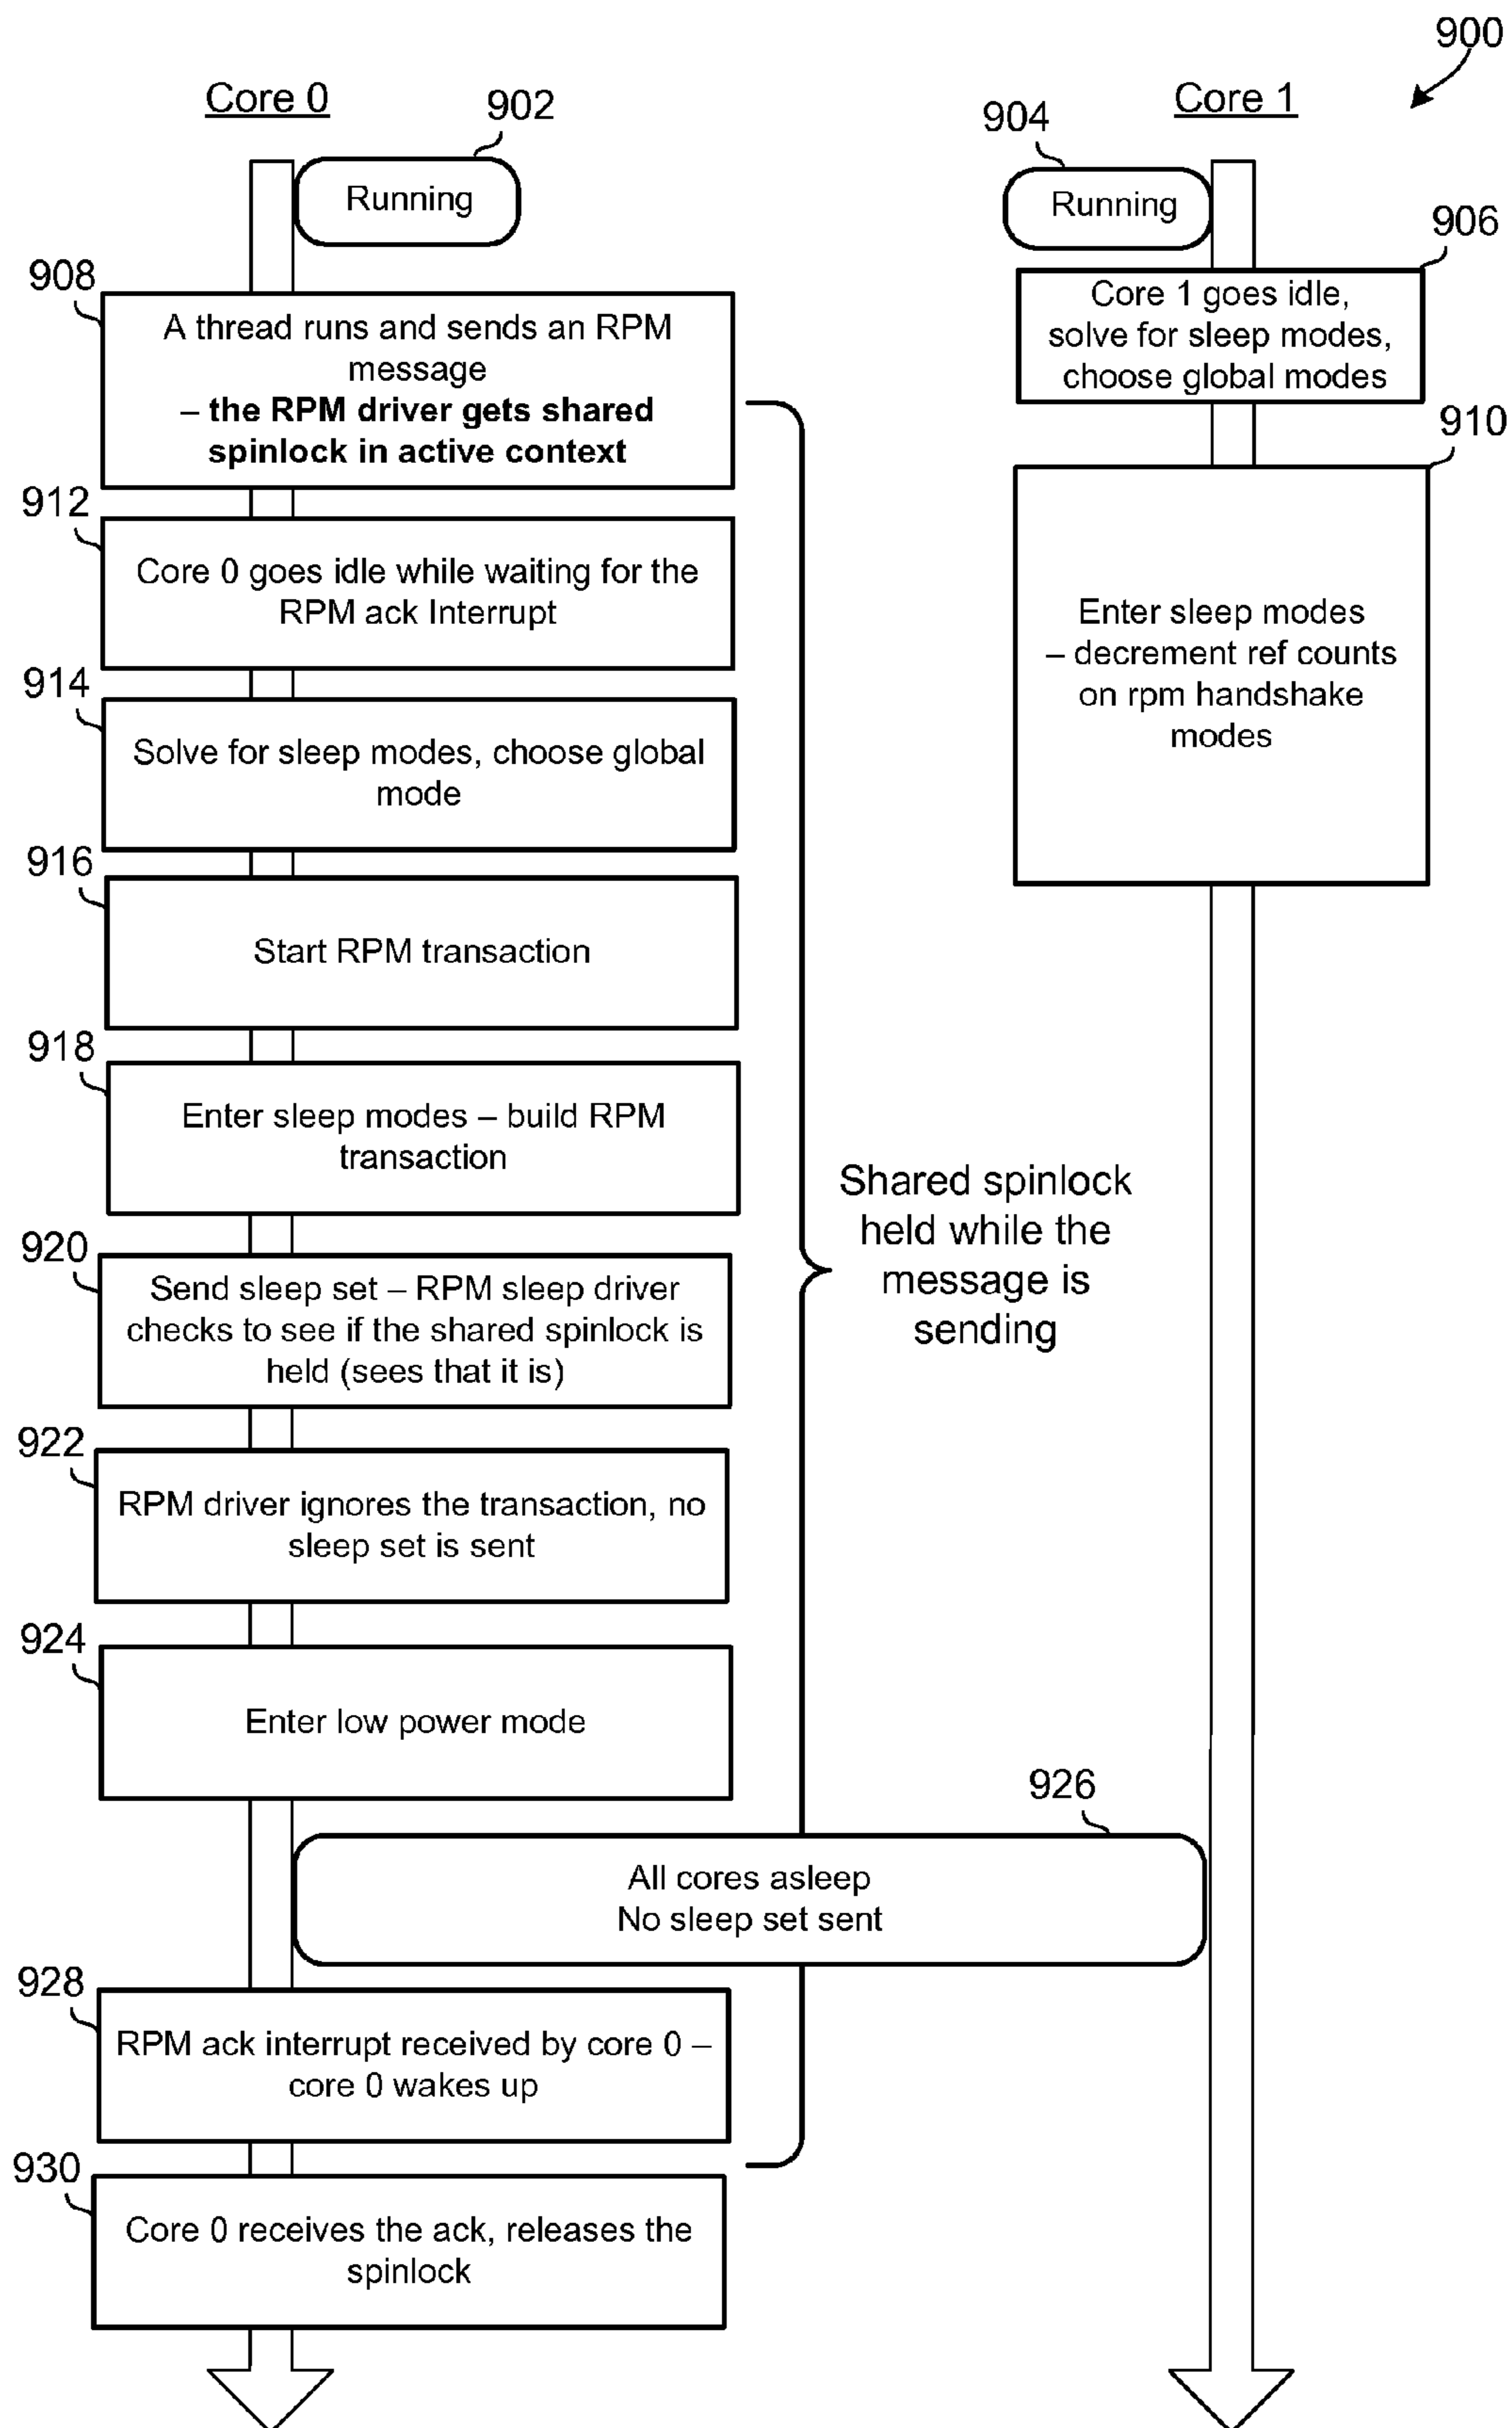 900
Core 0
902
904
Core 1
Running
Running
906
908
Core 1 goes idle,
solve for sleep modes,
choose global modes
A thread runs and sends an RPM
message
– the RPM driver gets shared
spinlock in active context
910
912
Core 0 goes idle while waiting for the
RPM ack Interrupt
Enter sleep modes
– decrement ref counts
on rpm handshake
modes
914
Solve for sleep modes, choose global
mode
916
Start RPM transaction
918
Enter sleep modes – build RPM
transaction
Shared spinlock
held while the
message is
sending
920
Send sleep set – RPM sleep driver
checks to see if the shared spinlock is
held (sees that it is)
922
RPM driver ignores the transaction, no
sleep set is sent
924
Enter low power mode
926
All cores asleep
No sleep set sent
928
RPM ack interrupt received by core 0 –
core 0 wakes up
930
Core 0 receives the ack, releases the
spinlock